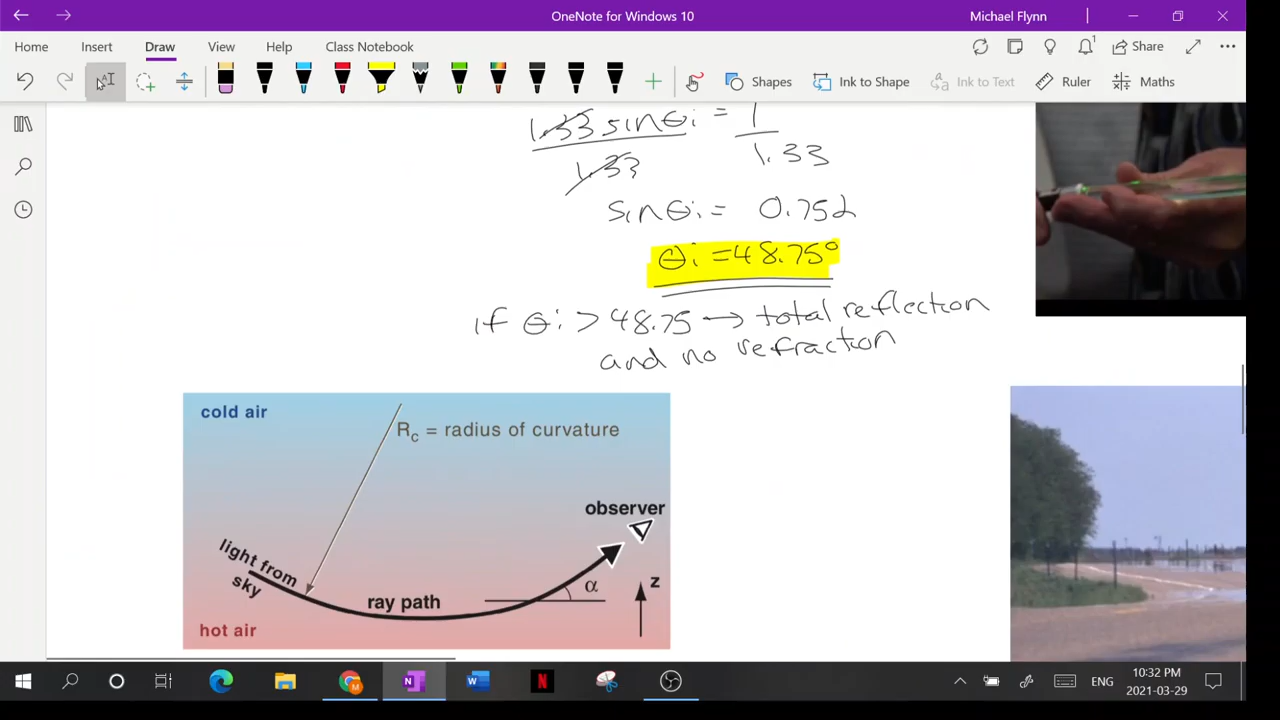 OneNote for Windows 10
Michael Flynn
Home Insert Draw View Help Class Notebook
Share
Shapes
Ink to Shape
Ink to Text
Ruler
Maths
1.33 sinθi = 1
1.33 1.33
sinθi = 0.752
θi = 48.75°
if θi > 48.75 → total reflection
and no refraction
cold air
Rc = radius of curvature
observer
light from
sky
α
z
ray path
hot air
ENG
10:32 PM
2021-03-29